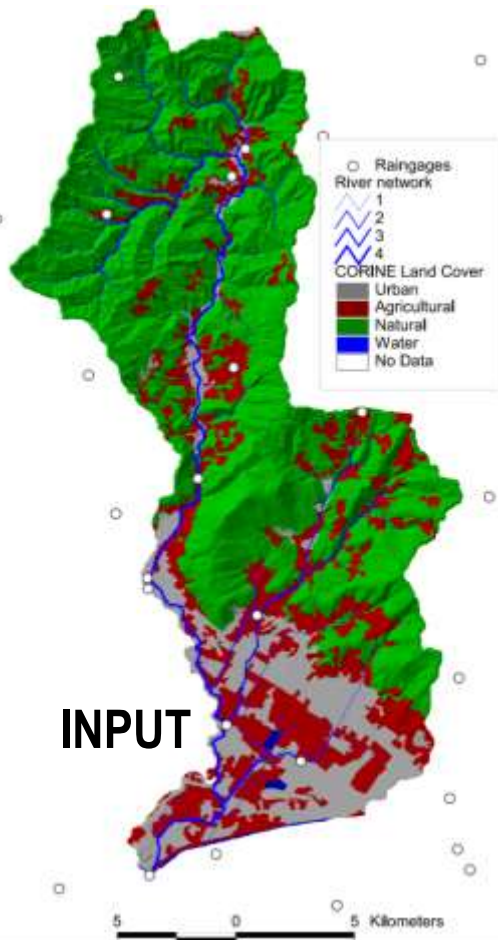 Raingages
River network
1
2
3
4
CORINE Land Cover
Urban
Agricultural
Natural
Water
No Data
INPUT
5 0 5 Kilometers